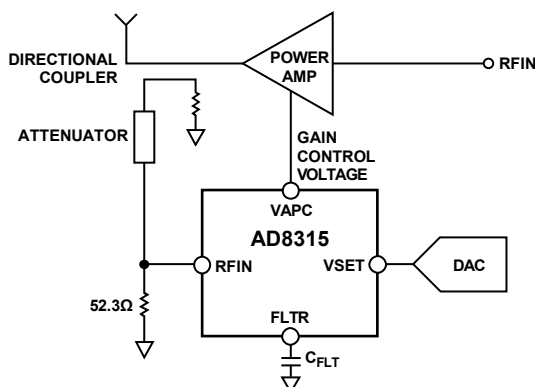 DIRECTIONAL
COUPLER
POWER
AMP
RFIN
ATTENUATOR
GAIN
CONTROL
VOLTAGE
VAPC
AD8315
RFIN
VSET
DAC
52.3Ω
FLTR
CFLT